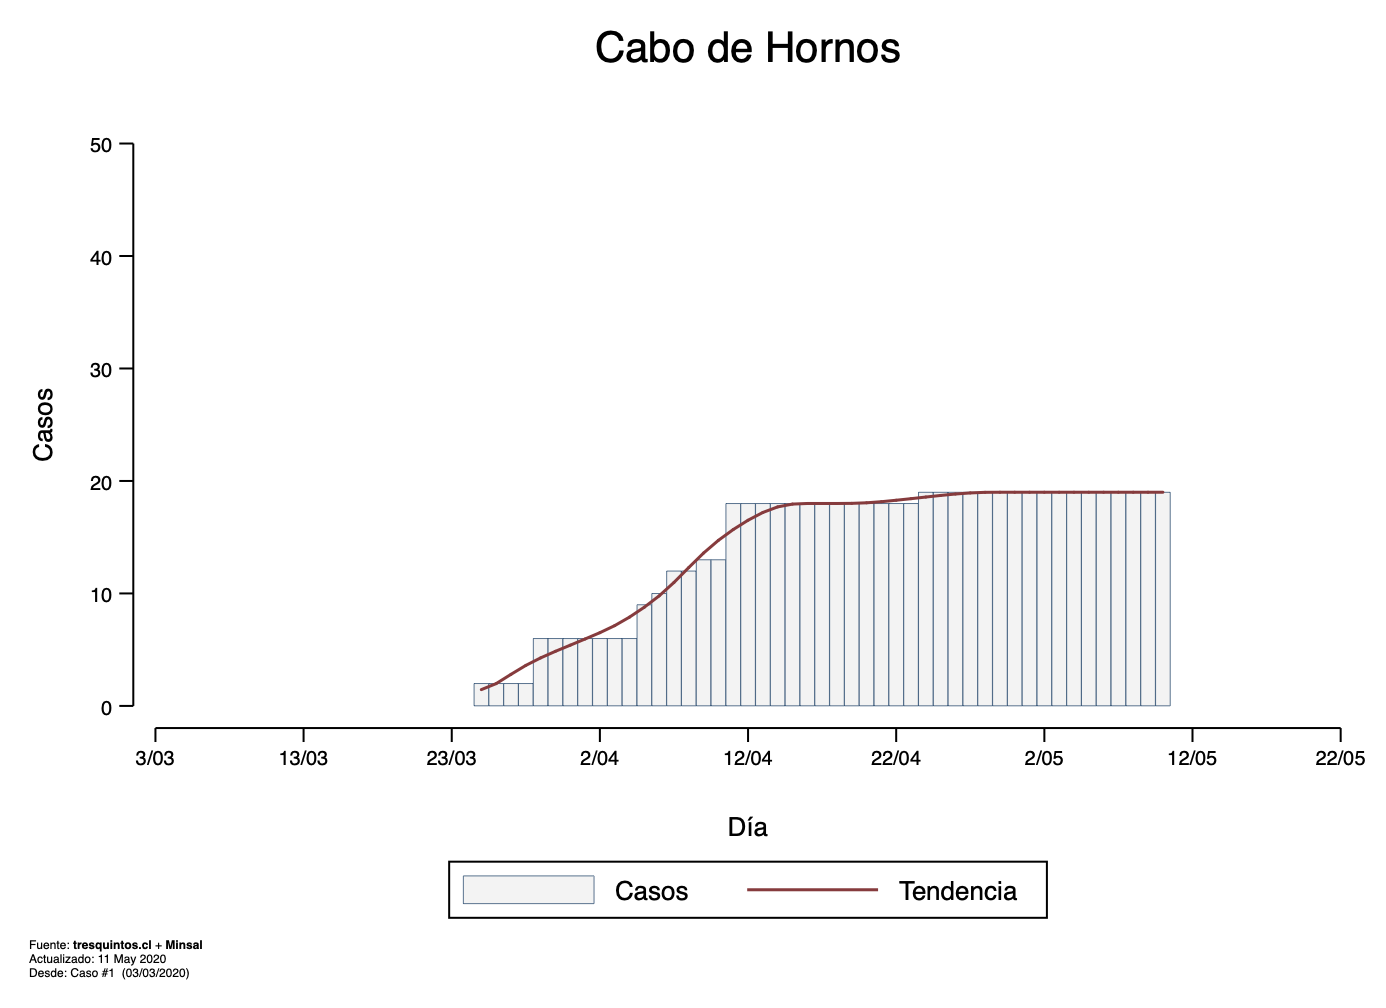 Cabo de Hornos
50
40
30
20
10
0
Casos
3/03 13/03 23/03 2/04 12/04 22/04 2/05 12/05 22/05
Día
Casos Tendencia
Fuente: tresquintos.cl + Minsal
Actualizado: 11 May 2020
Desde: Caso #1 (03/03/2020)